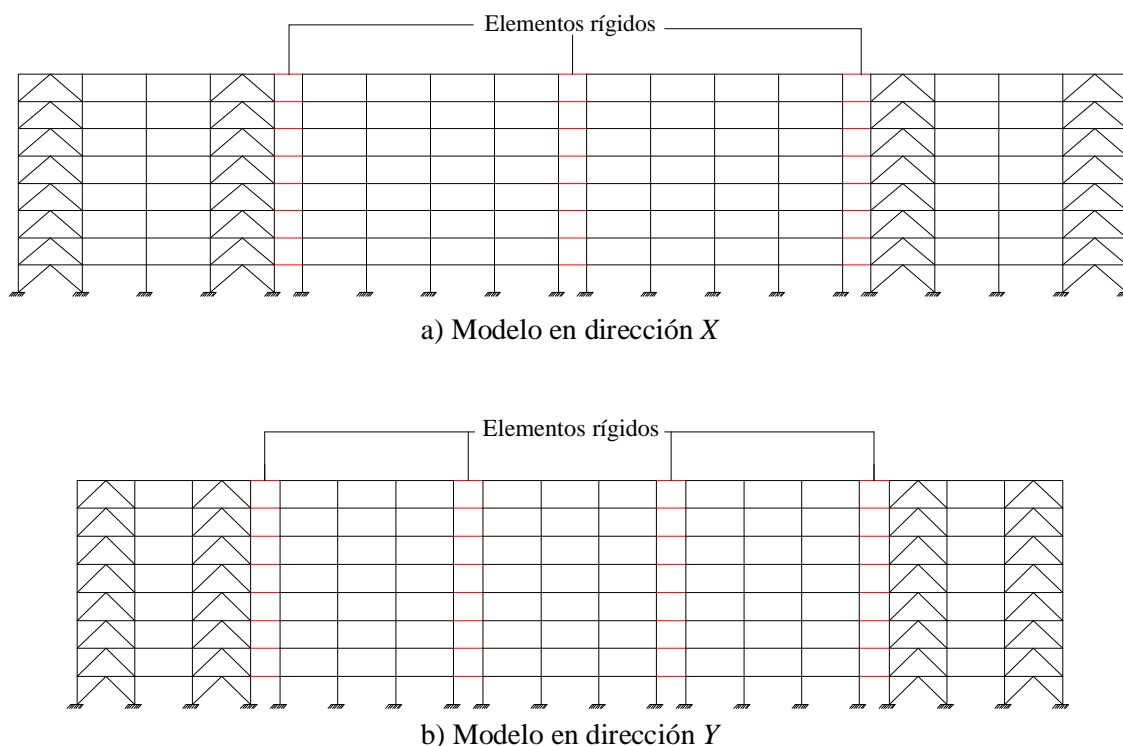 Elementos rígidos
a) Modelo en dirección X
Elementos rígidos
b) Modelo en dirección Y